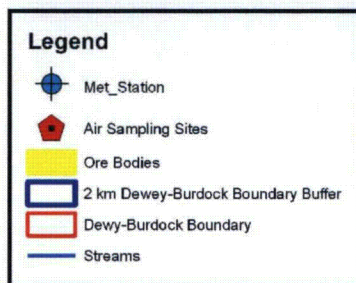 Legend
Met_Station
Air Sampling Sites
Ore Bodies
2 km Dewey-Burdock Boundary Buffer
Dewy-Burdock Boundary
Streams